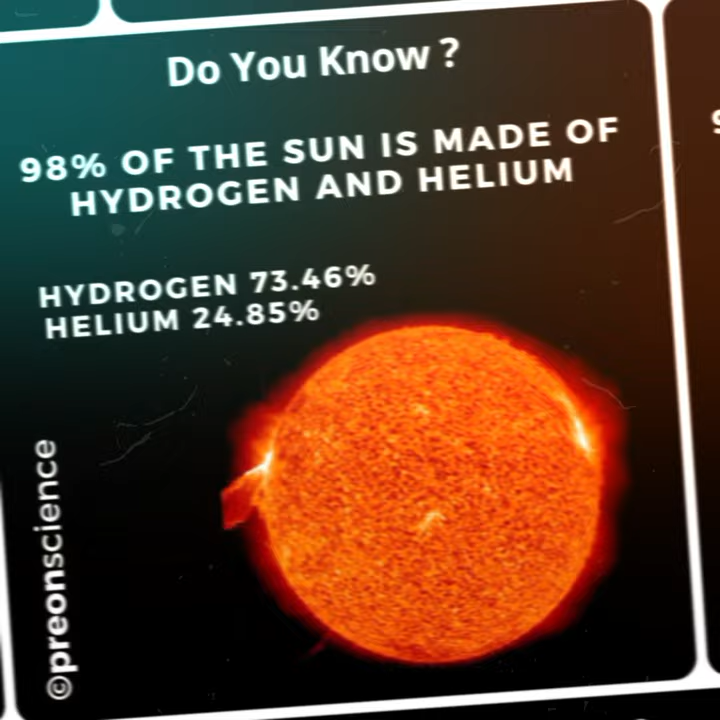 Do You Know ?
98% OF THE SUN IS MADE OF
HYDROGEN AND HELIUM
HYDROGEN 73.46%
HELIUM 24.85%
©preonscience